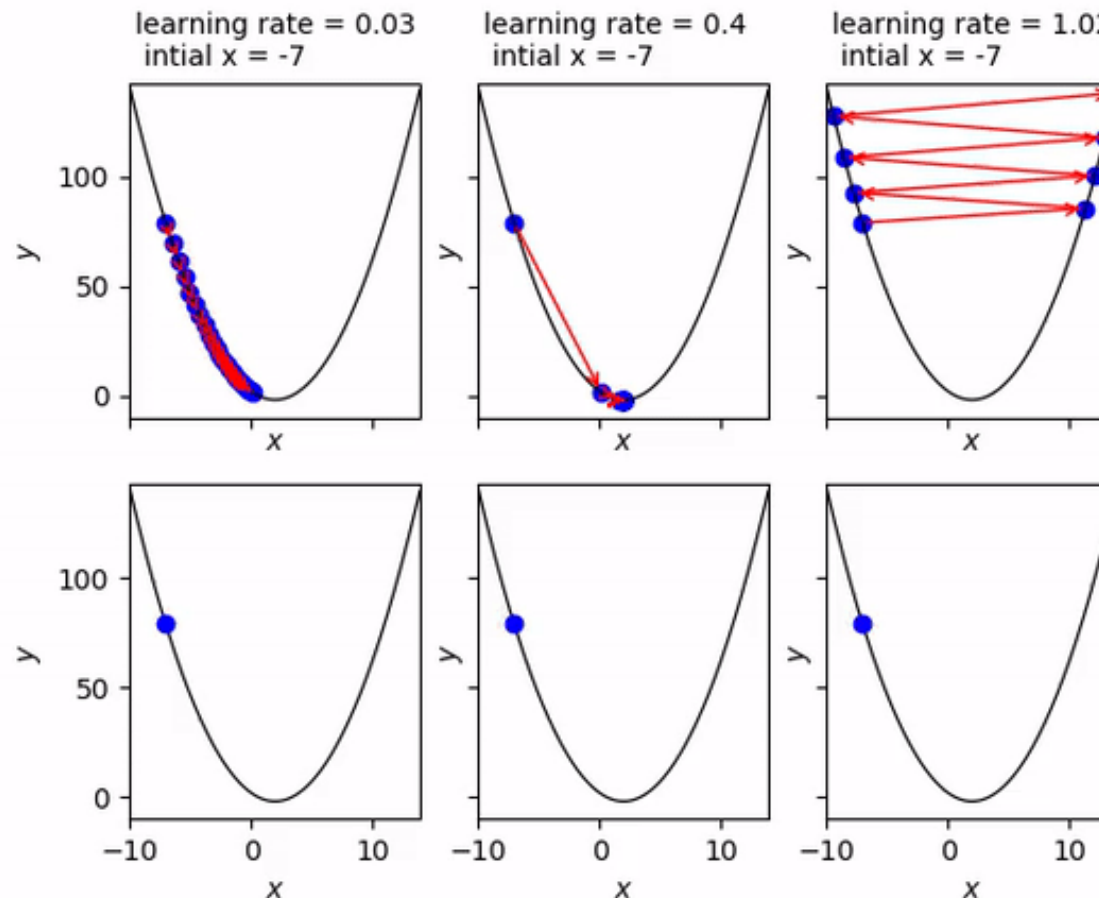 learning rate = 0.03
intial x = -7
learning rate = 0.4
intial x = -7
learning rate = 1.02
intial x = -7
y
100
50
0
x
y
x
y
x
y
100
50
0
−10
0
10
x
y
−10
0
10
x
y
−10
0
10
x